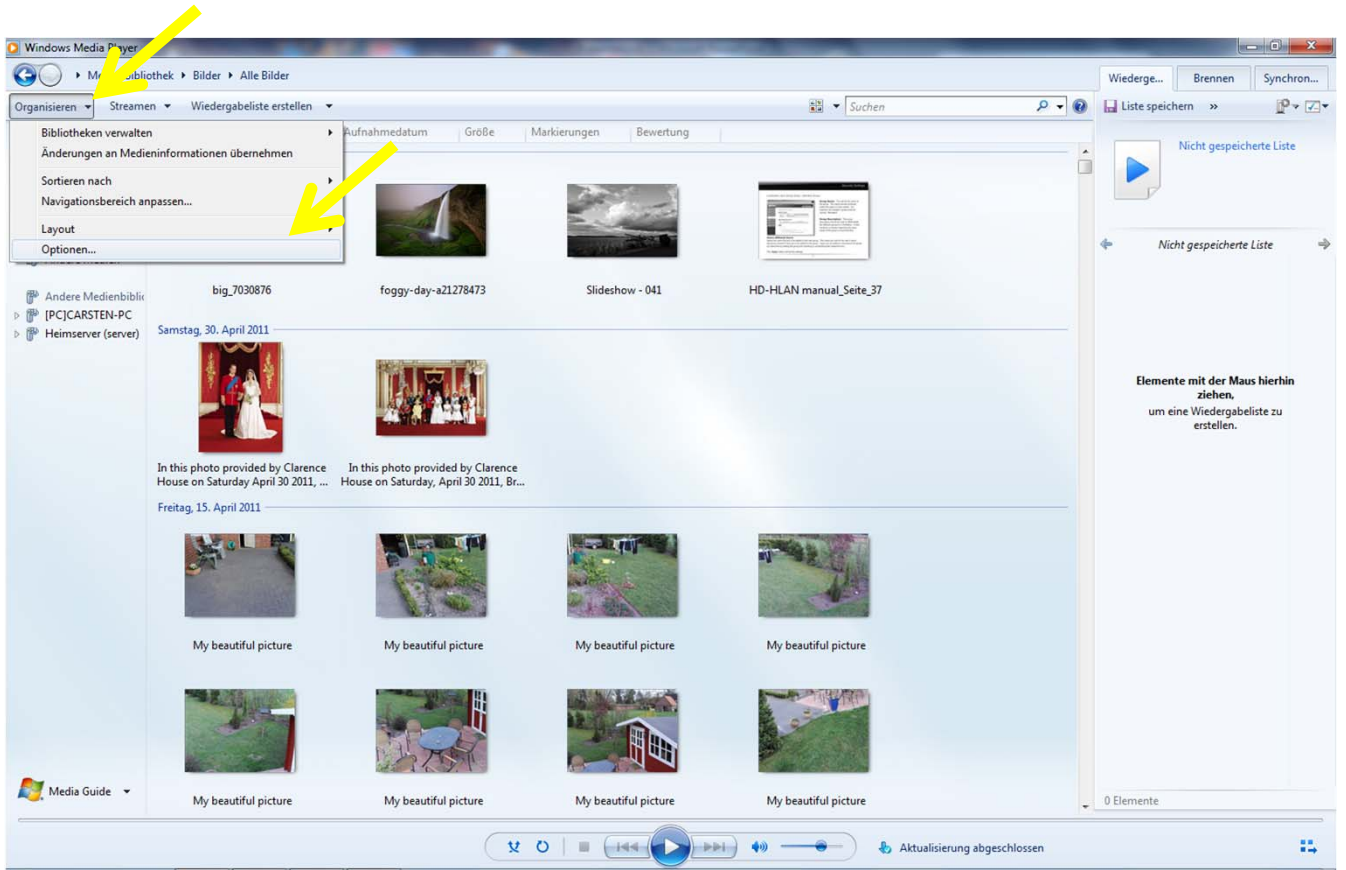 Windows Media Player
Bilder ▸ Alle Bilder
Wiederge...
Brennen
Synchron...
Organisieren
Streamen
Wiedergabeliste erstellen
Suchen
Liste speichern »
Bibliotheken verwalten
Änderungen an Medieninformationen übernehmen
Sortieren nach
Navigationsbereich anpassen...
Layout
Optionen...
Aufnahmedatum
Größe
Markierungen
Bewertung
Nicht gespeicherte Liste
Nicht gespeicherte Liste
Andere Medienbiblic
[PC]CARSTEN-PC
Heimserver (server)
big_7030876
foggy-day-a21278473
Slideshow - 041
HD-HLAN manual_Seite_37
Samstag, 30. April 2011
In this photo provided by Clarence
House on Saturday April 30 2011, ...
In this photo provided by Clarence
House on Saturday, April 30 2011, Br...
Elemente mit der Maus hierhin
ziehen,
um eine Wiedergabeliste zu
erstellen.
Freitag, 15. April 2011
My beautiful picture
My beautiful picture
My beautiful picture
My beautiful picture
My beautiful picture
My beautiful picture
My beautiful picture
My beautiful picture
Media Guide
0 Elemente
Aktualisierung abgeschlossen